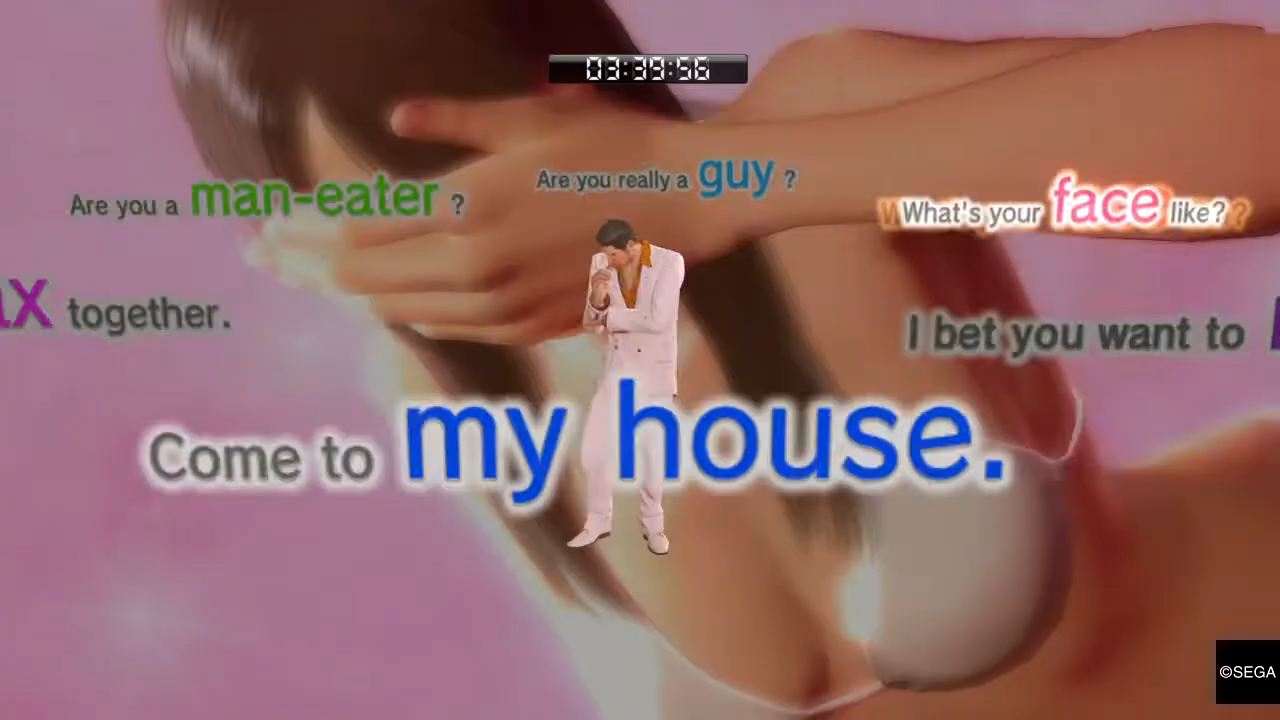 03:39:56
Are you really a guy ?
Are you a man-eater ?
What's your face like? ?
together.
I bet you want to
Come to my house.
©SEGA